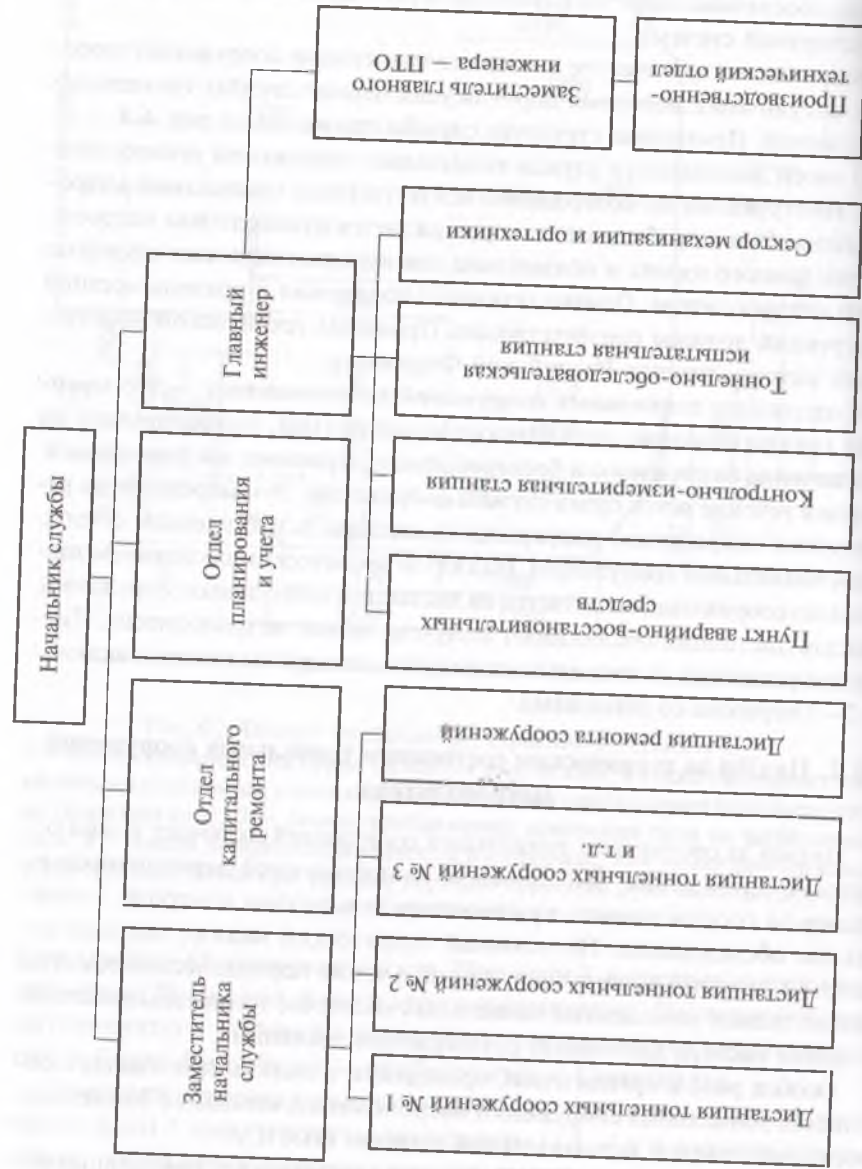 Начальник службы
Заместитель
начальника
службы
Отдел
капитального
ремонта
Отдел
планирования
и учета
Главный
инженер
Заместитель главного
инженера — ПТО
Производственно-
технический отдел
Дистанция тоннельных сооружений № 1
Дистанция тоннельных сооружений № 2
Дистанция тоннельных сооружений № 3
и т.д.
Дистанция ремонта сооружений
Пункт аварийно-восстановительных
средств
Контрольно-измерительная станция
Тоннельно-обследовательская
испытательная станция
Сектор механизации и оргтехники